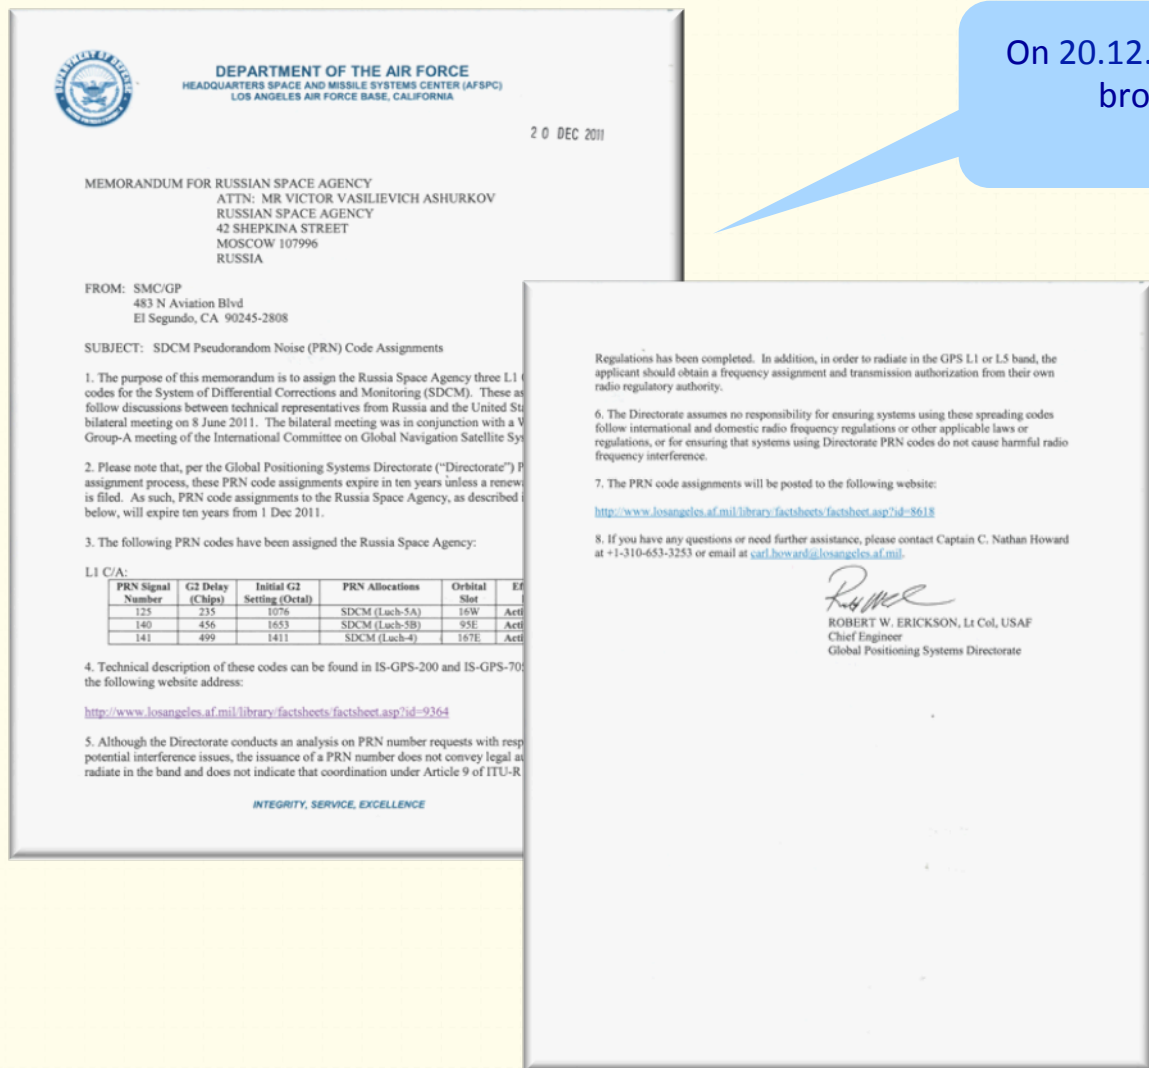 On 20.12.
bro
DEPARTMENT OF DEFENSE
DEPARTMENT OF THE AIR FORCE
HEADQUARTERS SPACE AND MISSILE SYSTEMS CENTER (AFSPC)
LOS ANGELES AIR FORCE BASE, CALIFORNIA
20 DEC 2011
MEMORANDUM FOR RUSSIAN SPACE AGENCY
ATTN: MR VICTOR VASILIEVICH ASHURKOV
RUSSIAN SPACE AGENCY
42 SHEPKINA STREET
MOSCOW 107996
RUSSIA
FROM: SMC/GP
483 N Aviation Blvd
El Segundo, CA 90245-2808
SUBJECT: SDCM Pseudorandom Noise (PRN) Code Assignments
1. The purpose of this memorandum is to assign the Russia Space Agency three L1
codes for the System of Differential Corrections and Monitoring (SDCM). These as
follow discussions between technical representatives from Russia and the United Sta
bilateral meeting on 8 June 2011. The bilateral meeting was in conjunction with a W
Group-A meeting of the International Committee on Global Navigation Satellite Sy
2. Please note that, per the Global Positioning Systems Directorate ("Directorate") P
assignment process, these PRN code assignments expire in ten years unless a renew
is filed. As such, PRN code assignments to the Russia Space Agency, as described i
below, will expire ten years from 1 Dec 2011.
3. The following PRN codes have been assigned the Russia Space Agency:
L1 C/A:
PRN Signal Number G2 Delay (Chips) Initial G2 Setting (Octal) PRN Allocations Orbital Slot Ef
125 235 1076 SDCM (Luch-5A) 16W Acti
140 456 1653 SDCM (Luch-5B) 95E Acti
141 499 1411 SDCM (Luch-4) 167E Acti
4. Technical description of these codes can be found in IS-GPS-200 and IS-GPS-705
the following website address:
http://www.losangeles.af.mil/library/factsheets/factsheet.asp?id=9364
5. Although the Directorate conducts an analysis on PRN number requests with resp
potential interference issues, the issuance of a PRN number does not convey legal au
radiate in the band and does not indicate that coordination under Article 9 of ITU-R
INTEGRITY, SERVICE, EXCELLENCE
Regulations has been completed. In addition, in order to radiate in the GPS L1 or L5 band, the
applicant should obtain a frequency assignment and transmission authorization from their own
radio regulatory authority.
6. The Directorate assumes no responsibility for ensuring systems using these spreading codes
follow international and domestic radio frequency regulations or other applicable laws or
regulations, or for ensuring that systems using Directorate PRN codes do not cause harmful radio
frequency interference.
7. The PRN code assignments will be posted to the following website:
http://www.losangeles.af.mil/library/factsheets/factsheet.asp?id=8618
8. If you have any questions or need further assistance, please contact Captain C. Nathan Howard
at +1-310-653-3253 or email at carl.howard@losangeles.af.mil.
ROBERT W. ERICKSON, Lt Col, USAF
Chief Engineer
Global Positioning Systems Directorate